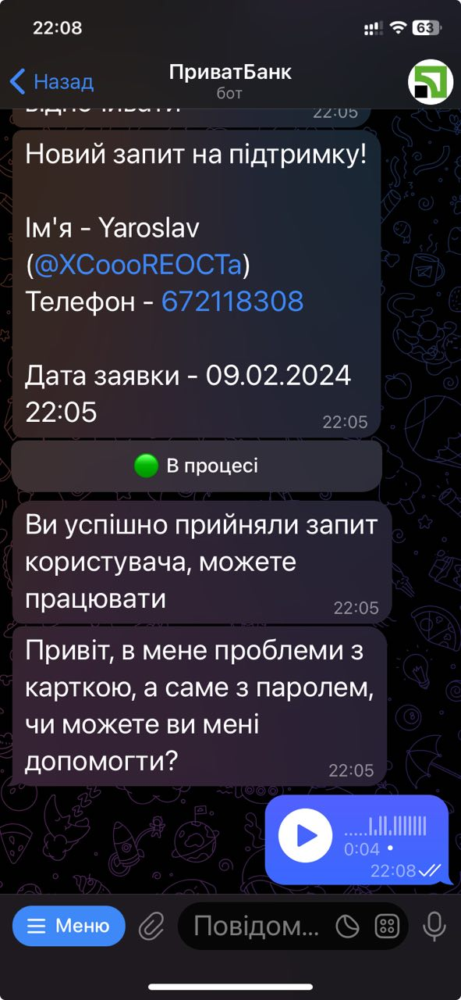 22:08
63
Назад
ПриватБанк
бот
відпочивати
22:05
Новий запит на підтримку!
Ім'я - Yaroslav
(@XCoooREOCTa)
Телефон - 672118308
Дата заявки - 09.02.2024
22:05
22:05
В процесі
Ви успішно прийняли запит
користувача, можете
працювати
22:05
Привіт, в мене проблеми з
карткою, а саме з паролем,
чи можете ви мені
допомогти?
22:05
0:04
22:08
Меню
Повідом...